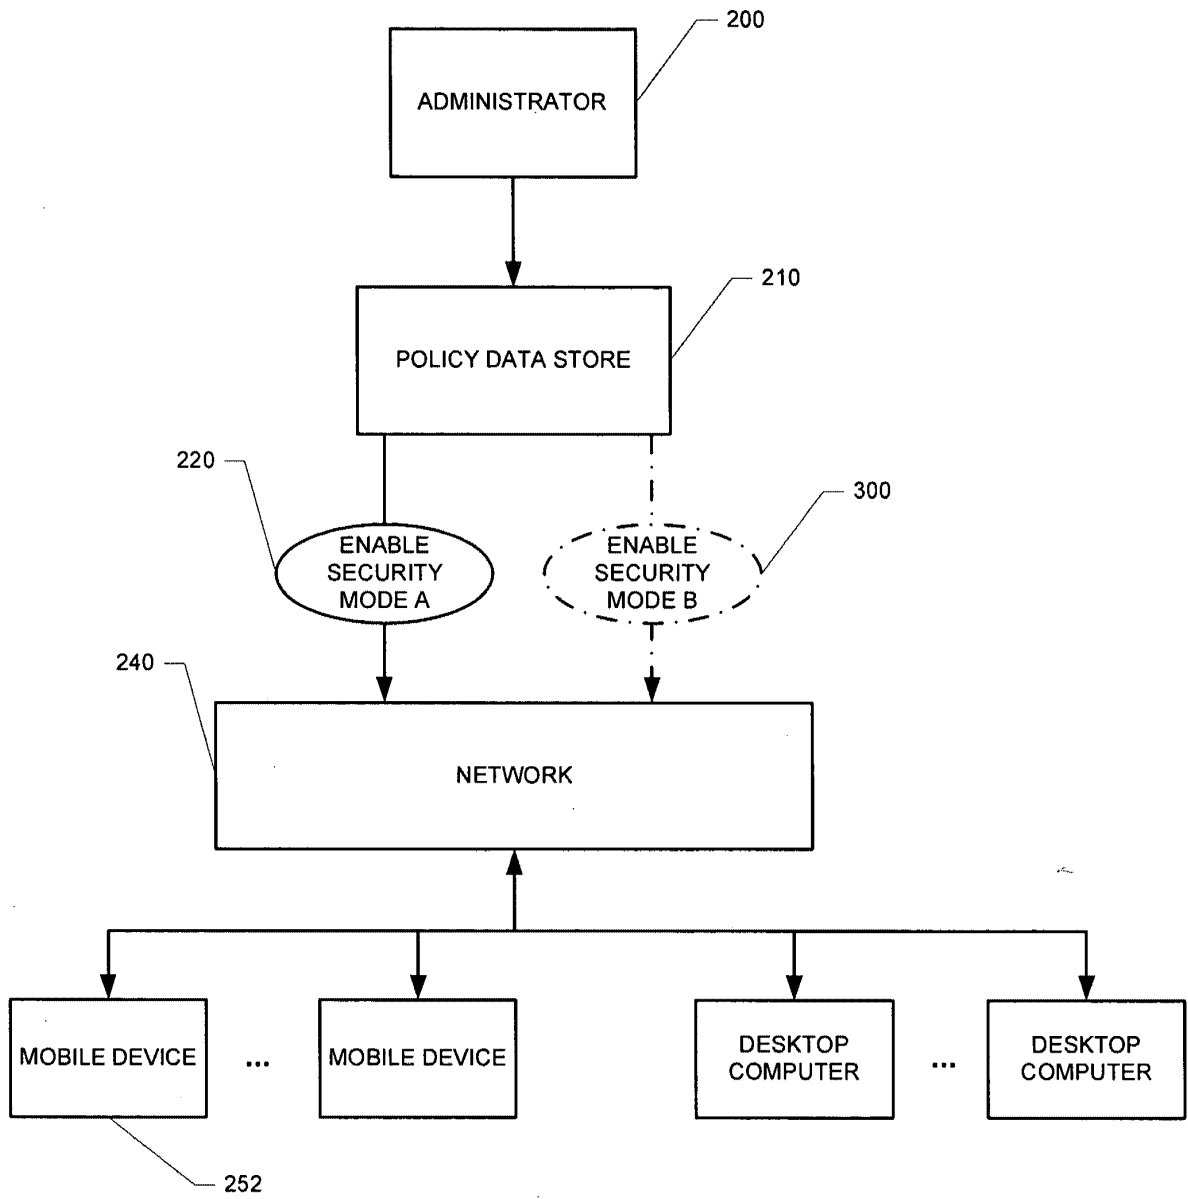 200
ADMINISTRATOR
210
POLICY DATA STORE
220
300
ENABLE
SECURITY
MODE A
ENABLE
SECURITY
MODE B
240
NETWORK
MOBILE DEVICE
...
MOBILE DEVICE
DESKTOP
COMPUTER
...
DESKTOP
COMPUTER
252